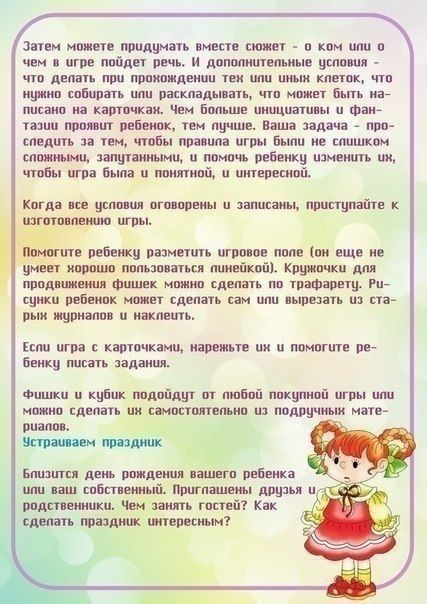 Затем можете придумать вместе сюжет - о ком или о
чем в игре пойдет речь. И дополнительные условия -
что делать при прохождении тех или иных клеток, что
нужно собирать или раскладывать, что может быть на-
писано на карточках. Чем больше инициативы и фан-
тазии проявит ребенок, тем лучше. Ваша задача - про-
следить за тем, чтобы правила игры были не слишком
сложными, запутанными, и помочь ребенку изменить их,
чтобы игра была и понятной, и интересной.
Когда все условия оговорены и записаны, приступайте к
изготовлению игры.
Помогите ребенку разметить игровое поле (он еще не
умеет хорошо пользоваться линейкой). Кружочки для
продвижения фишек можно сделать по трафарету. Ри-
сунки ребенок может сделать сам или вырезать из ста-
рых журналов и наклеить.
Если игра с карточками, нарежьте их и помогите ре-
бенку писать задания.
Фишки и кубик подойдут от любой покупной игры или
можно сделать их самостоятельно из подручных мате-
риалов.
Устраиваем праздник
Близится день рождения вашего ребенка
или ваш собственный. Приглашены друзья и
родственники. Чем занять гостей? Как
сделать праздник интересным?